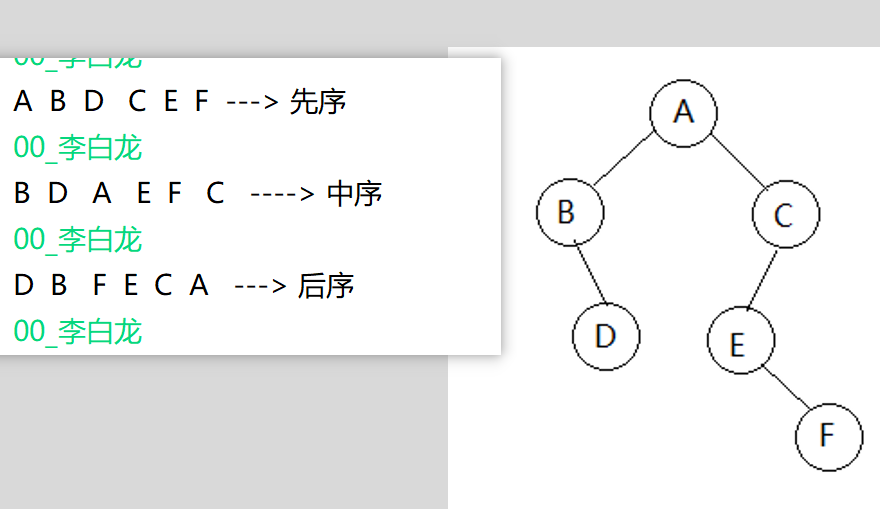 00_李白龙
A B D C E F ---> 先序
00_李白龙
B D A E F C ----> 中序
00_李白龙
D B F E C A ---> 后序
00_李白龙
A
B
C
D
E
F